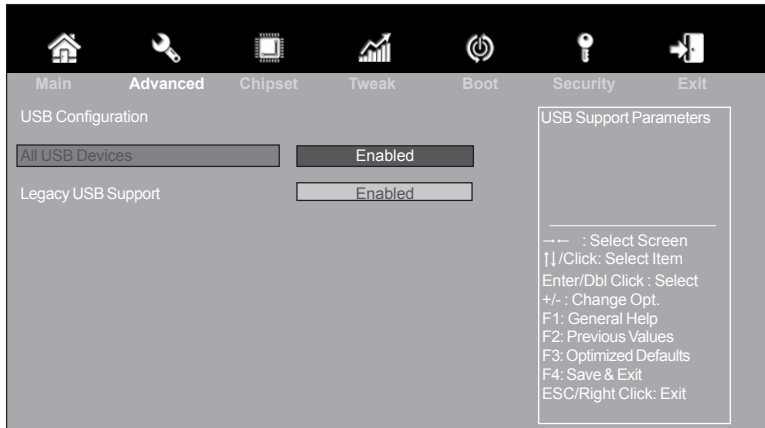 Main Advanced Chipset Tweak Boot Security Exit
USB Configuration
All USB Devices Enabled
Legacy USB Support Enabled
USB Support Parameters
→← : Select Screen
↑↓/Click: Select Item
Enter/Dbl Click : Select
+/- : Change Opt.
F1: General Help
F2: Previous Values
F3: Optimized Defaults
F4: Save & Exit
ESC/Right Click: Exit